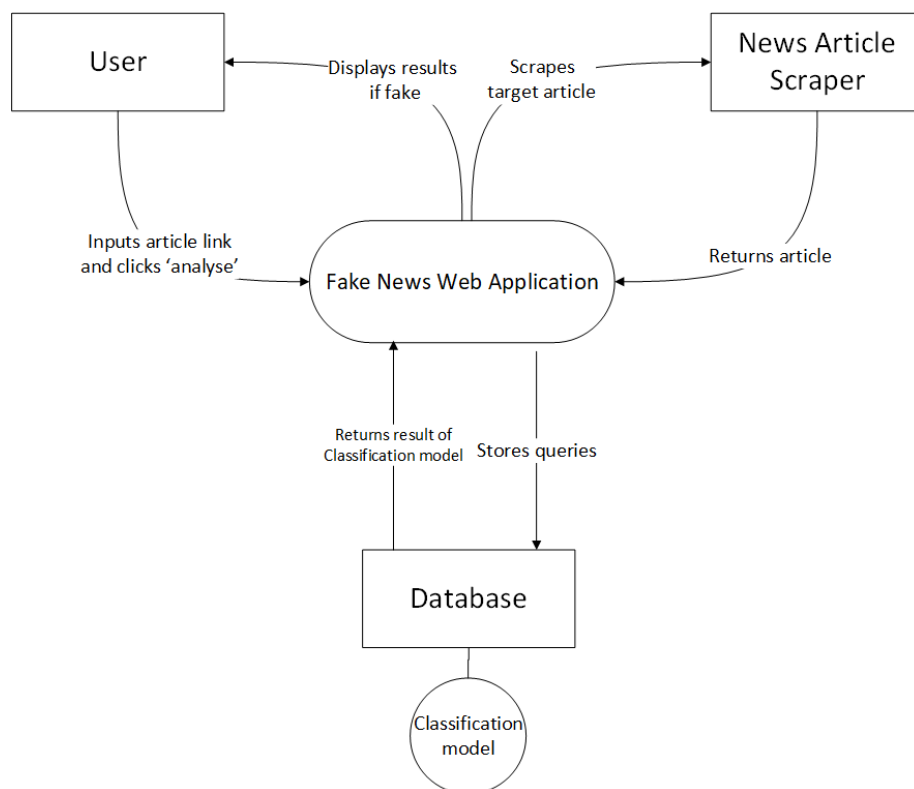 User
Displays results
if fake
Scrapes
target article
News Article
Scraper
Inputs article link
and clicks ‘analyse’
Fake News Web Application
Returns article
Returns result of
Classification model
Stores queries
Database
Classification
model